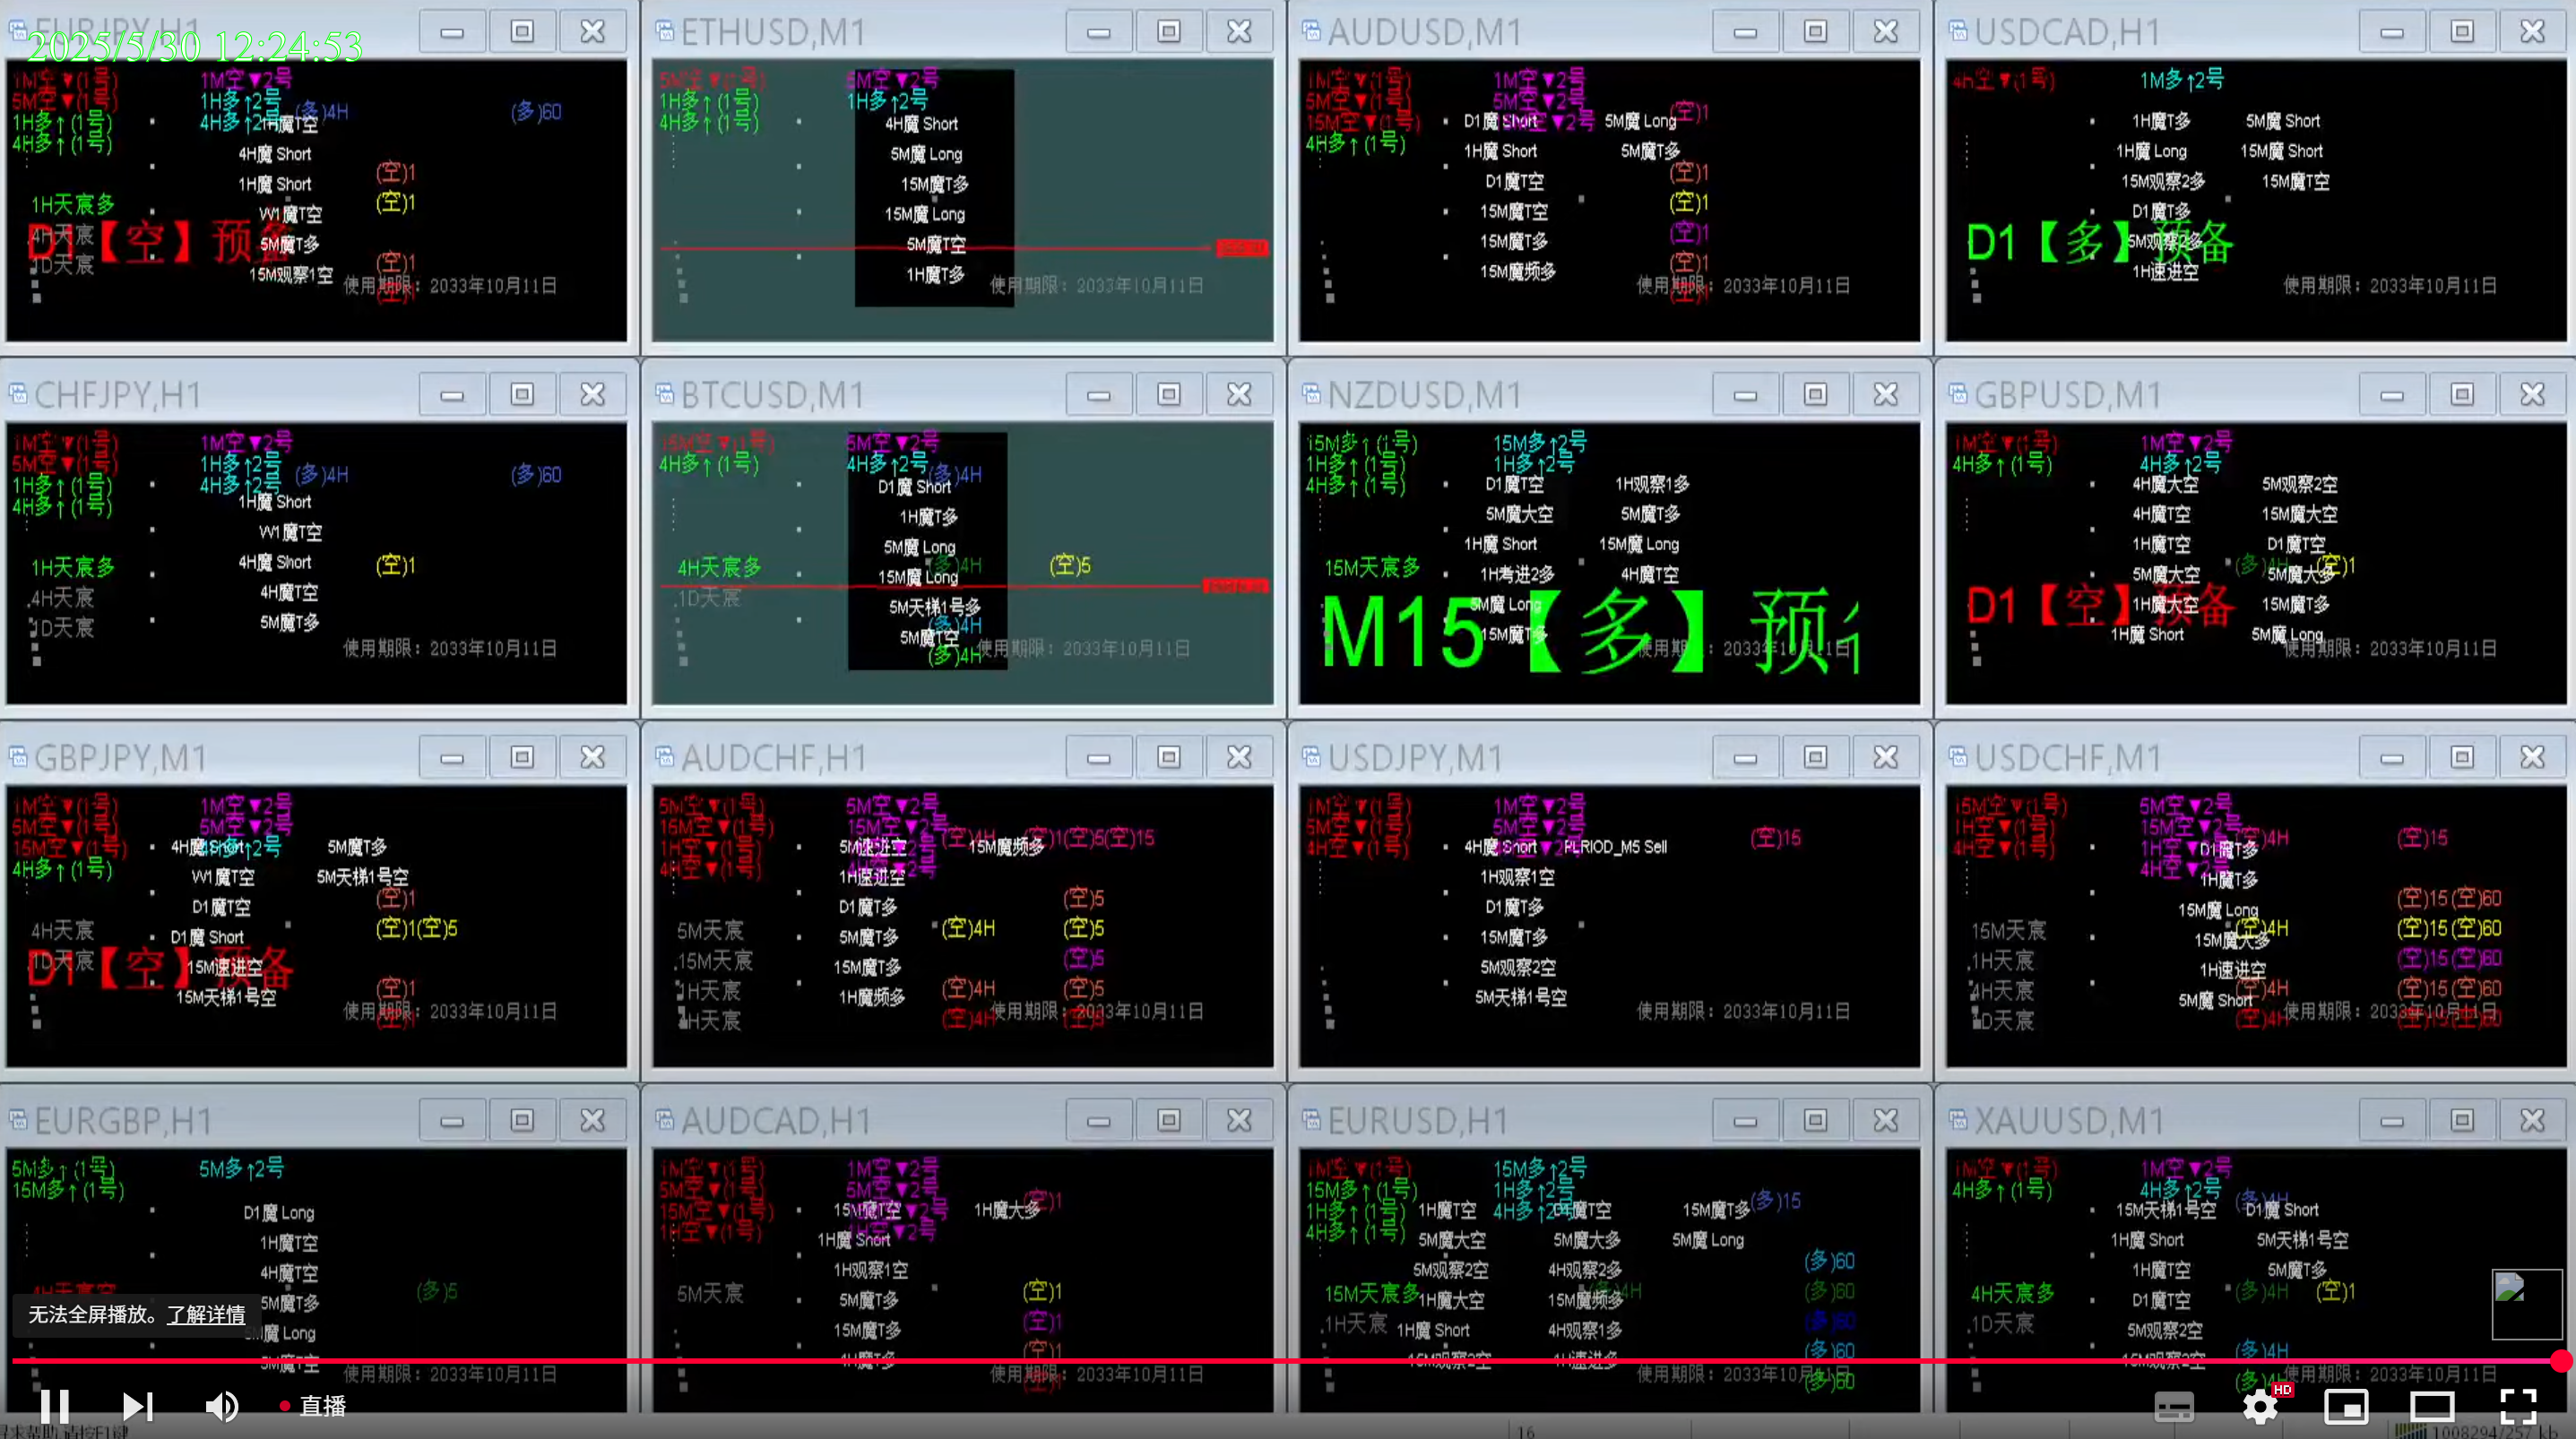 2025/5/30 12:24:53
EURJPY,H1
1M空▼(1号)
5M空▼(1号)
1H多↑(1号)
4H多↑(1号)
1M空▼2号
1H多↑2号
4H多↑2号
(多)4H
(多)60
1H魔T空
4H魔 Short
1H魔 Short
W1魔T空
5M魔T多
15M观察1空
(空)1
(空)1
(空)1
1H天宸多
4H天宸
1D天宸
D1【空】预备
使用期限：2033年10月11日
ETHUSD,M1
5M空▼(1号)
1H多↑(1号)
4H多↑(1号)
5M空▼2号
1H多↑2号
4H魔 Short
5M魔 Long
15M魔T多
15M魔 Long
5M魔T空
1H魔T多
使用期限：2033年10月11日
AUDUSD,M1
1M空▼(1号)
5M空▼(1号)
15M空▼(1号)
4H多↑(1号)
1M空▼2号
5M空▼2号
D1魔 Short
5M魔 Long
1H魔 Short
5M魔T多
D1魔T空
15M魔T空
15M魔T多
15M魔频多
(空)1
(空)1
(空)1
(空)1
(空)1
使用期限：2033年10月11日
USDCAD,H1
4H空▼(1号)
1M多↑2号
1H魔T多
5M魔 Short
1H魔 Long
15M魔 Short
15M观察2多
15M魔T空
D1魔T多
5M观察2多
1H速进空
D1【多】预备
使用期限：2033年10月11日
CHFJPY,H1
1M空▼(1号)
5M空▼(1号)
1H多↑(1号)
4H多↑(1号)
1M空▼2号
1H多↑2号
4H多↑2号
(多)4H
(多)60
1H魔 Short
W1魔T空
4H魔 Short
4H魔T空
5M魔T多
(空)1
1H天宸多
4H天宸
1D天宸
使用期限：2033年10月11日
BTCUSD,M1
15M空▼(1号)
4H多↑(1号)
5M空▼2号
4H多↑2号
(多)4H
D1魔 Short
1H魔T多
5M魔 Long
15M魔 Long
5M天梯1号多
5M魔T空
(多)4H
(空)5
(多)4H
(多)4H
4H天宸多
1D天宸
使用期限：2033年10月11日
NZDUSD,M1
15M多↑(1号)
1H多↑(1号)
4H多↑(1号)
15M多↑2号
1H多↑2号
D1魔T空
1H观察1多
5M魔大空
5M魔T多
1H魔 Short
15M魔 Long
1H考进2多
4H魔T空
5M魔 Long
15M魔T多
15M天宸多
M15【多】预
使用期限：2033年10月11日
GBPUSD,M1
1M空▼(1号)
4H多↑(1号)
1M空▼2号
4H多↑2号
4H魔大空
5M观察2空
4H魔T空
15M魔大空
1H魔T空
D1魔T空
5M魔大空
5M魔大多
1H魔大空
15M魔T多
1H魔 Short
5M魔 Long
(多)4H
(空)1
D1【空】预备
使用期限：2033年10月11日
GBPJPY,M1
1M空▼(1号)
5M空▼(1号)
15M空▼(1号)
4H多↑(1号)
1M空▼2号
5M空▼2号
4H多↑2号
4H魔 Short
5M魔T多
W1魔T空
5M天梯1号空
D1魔T空
D1魔 Short
15M速进空
15M天梯1号空
(空)1
(空)1(空)5
(空)1
4H天宸
1D天宸
D1【空】预备
使用期限：2033年10月11日
AUDCHF,H1
5M空▼(1号)
15M空▼(1号)
1H空▼(1号)
4H空▼(1号)
5M空▼2号
15M空▼2号
(空)4H
(空)1(空)5(空)15
5M速进空
15M魔频多
1H速进空
D1魔T多
5M魔T多
15M魔T多
1H魔频多
(空)5
(空)4H
(空)5
(空)5
(空)4H
(空)5
(空)4H
5M天宸
15M天宸
1H天宸
4H天宸
使用期限：2033年10月11日
USDJPY,M1
1M空▼(1号)
5M空▼(1号)
4H空▼(1号)
1M空▼2号
5M空▼2号
4H魔 Short
PERIOD_M5 Sell
(空)15
1H观察1空
D1魔T多
15M魔T多
5M观察2空
5M天梯1号空
使用期限：2033年10月11日
USDCHF,M1
15M空▼(1号)
1H空▼(1号)
4H空▼(1号)
5M空▼2号
15M空▼2号
1H空▼2号
4H空▼2号
(空)4H
(空)15
D1魔T多
1H魔T多
15M魔 Long
15M魔大多
1H速进空
5M魔 Short
(空)15(空)60
(空)4H
(空)15(空)60
(空)15(空)60
(空)4H
(空)15(空)60
(空)4H
15M天宸
1H天宸
4H天宸
1D天宸
使用期限：2033年10月11日
EURGBP,H1
5M多↑(1号)
15M多↑(1号)
5M多↑2号
D1魔 Long
1H魔T空
4H魔T空
5M魔T多
5M魔 Long
5M魔T空
(多)5
4H天宸空
使用期限：2033年10月11日
AUDCAD,H1
1M空▼(1号)
5M空▼(1号)
15M空▼(1号)
1H空▼(1号)
1M空▼2号
5M空▼2号
15M魔T空
1H魔大多
(空)1
1H魔 Short
1H观察1空
5M魔T多
15M魔T多
4H魔T多
(空)1
(空)1
(空)1
5M天宸
使用期限：2033年10月11日
EURUSD,H1
1M空▼(1号)
15M多↑(1号)
1H多↑(1号)
4H多↑(1号)
15M多↑2号
1H多↑2号
4H多↑2号
1H魔T空
15M魔T多
(多)15
5M魔大空
5M魔大多
5M魔 Long
5M观察2空
4H观察2多
1H魔大空
15M魔频多
1H魔 Short
4H观察1多
15M观察2空
1H速进多
(多)60
(多)4H
(多)60
(多)60
(多)60
(多)60
15M天宸多
1H天宸
使用期限：2033年10月11日
XAUUSD,M1
1M空▼(1号)
4H多↑(1号)
1M空▼2号
4H多↑2号
(多)4H
15M天梯1号空
D1魔 Short
1H魔 Short
5M天梯1号空
1H魔T空
5M魔T多
D1魔T空
5M观察2空
15M观察2空
(多)4H
(空)1
(多)4H
(多)4H
4H天宸多
1D天宸
使用期限：2033年10月11日
无法全屏播放。了解详情
直播
HD
16